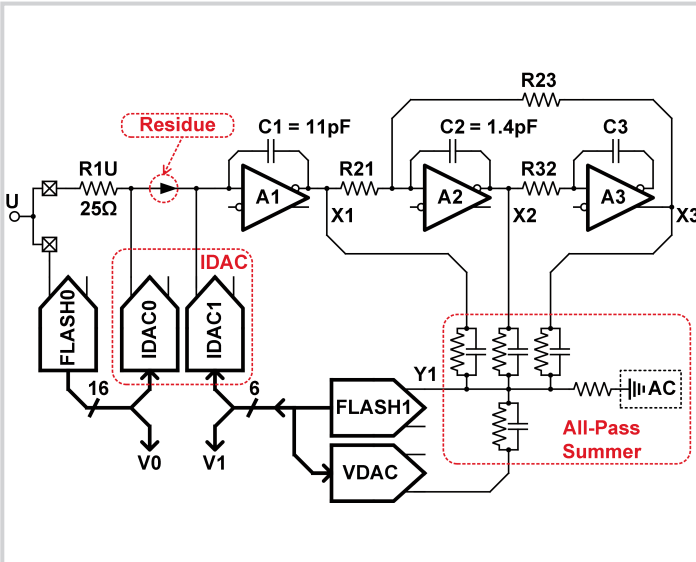 R23
Residue
C1 = 11pF
C2 = 1.4pF
C3
R1U
R21
R32
U
25Ω
A1
A2
A3
X1
X2
X3
IDAC
FLASH0
IDAC0
IDAC1
Y1
AC
16
6
FLASH1
All-Pass
Summer
V0
V1
VDAC